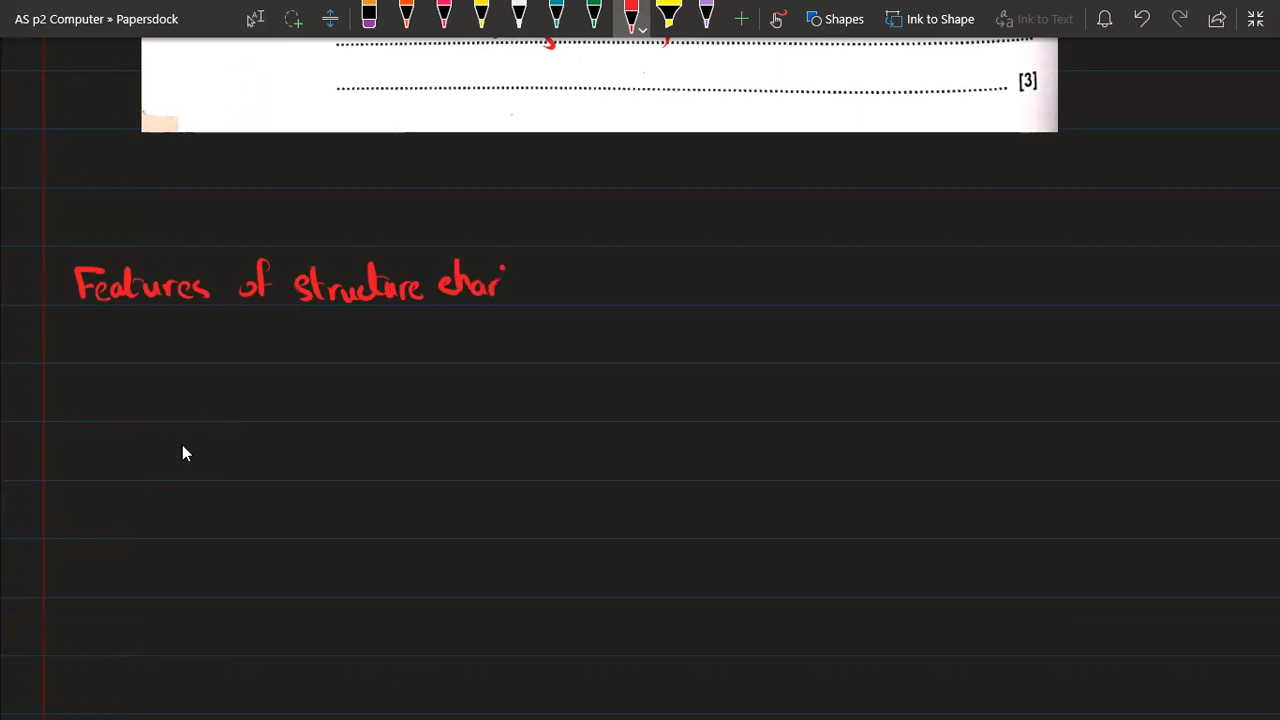 AS p2 Computer » Papersdock
Shapes
Ink to Shape
Ink to Text
[3]
Features of structure char